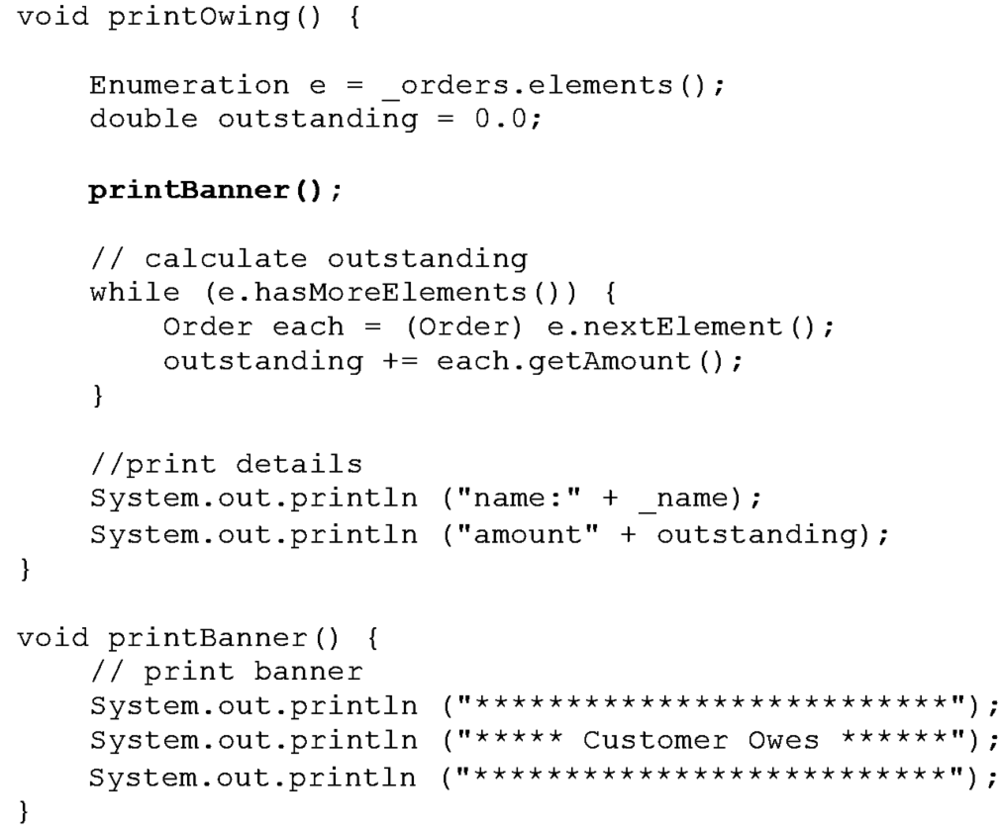 void printOwing() {
Enumeration e = _orders.elements();
double outstanding = 0.0;
printBanner();
// calculate outstanding
while (e.hasMoreElements()) {
Order each = (Order) e.nextElement();
outstanding += each.getAmount();
}
//print details
System.out.println ("name:" + _name);
System.out.println ("amount" + outstanding);
}
void printBanner() {
// print banner
System.out.println ("**************************");
System.out.println ("***** Customer Owes ******");
System.out.println ("**************************");
}